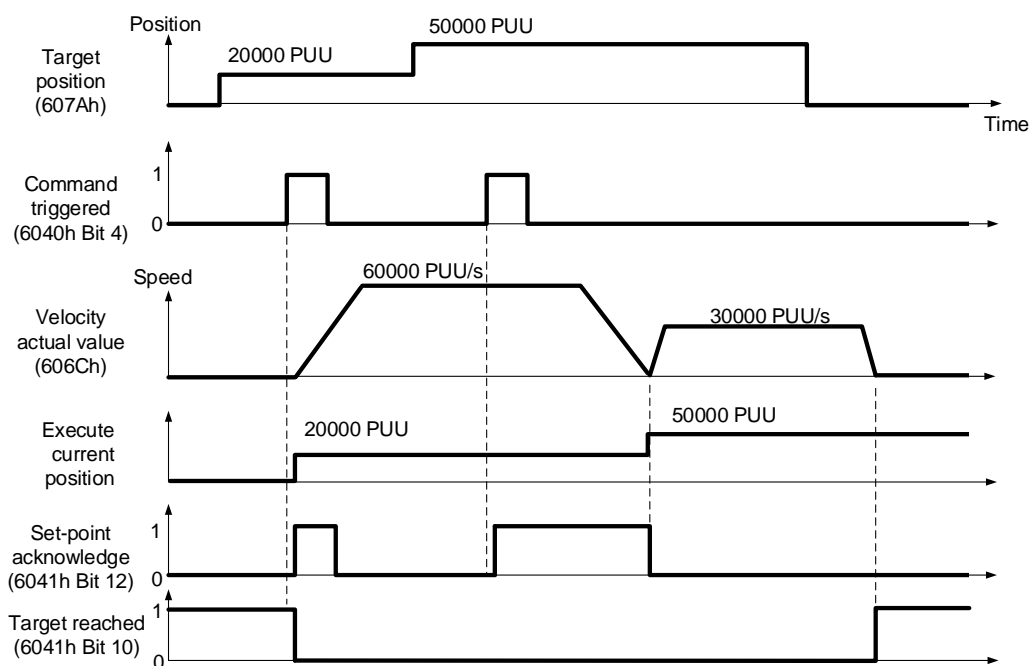 Position
Target
position
(607Ah)
20000 PUU
50000 PUU
Time
Command
triggered
(6040h Bit 4)
1
0
Speed
Velocity
actual value
(606Ch)
60000 PUU/s
30000 PUU/s
Execute
current
position
20000 PUU
50000 PUU
Set-point
acknowledge
(6041h Bit 12)
1
0
Target reached
(6041h Bit 10)
1
0